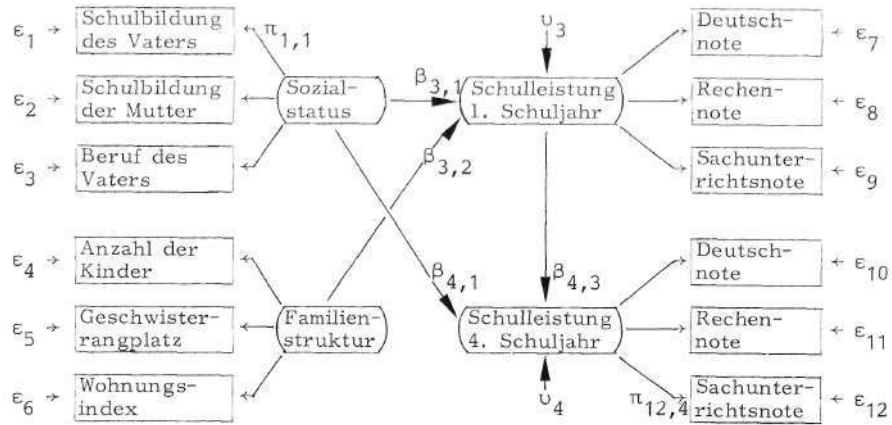 ε1 → Schulbildung des Vaters
π1,1
Sozial-
status
ε2 → Schulbildung der Mutter
ε3 → Beruf des Vaters
ε4 → Anzahl der Kinder
ε5 → Geschwister-
rangplatz
Familien-
struktur
ε6 → Wohnungs-
index
β3,1
β3,2
β4,1
β4,3
υ3
Schulleistung
1. Schuljahr
Schulleistung
4. Schuljahr
υ4
Deutsch-
note
ε7
Rechen-
note
ε8
Sachunter-
richtsnote
ε9
Deutsch-
note
ε10
Rechen-
note
ε11
π12,4
Sachunter-
richtsnote
ε12